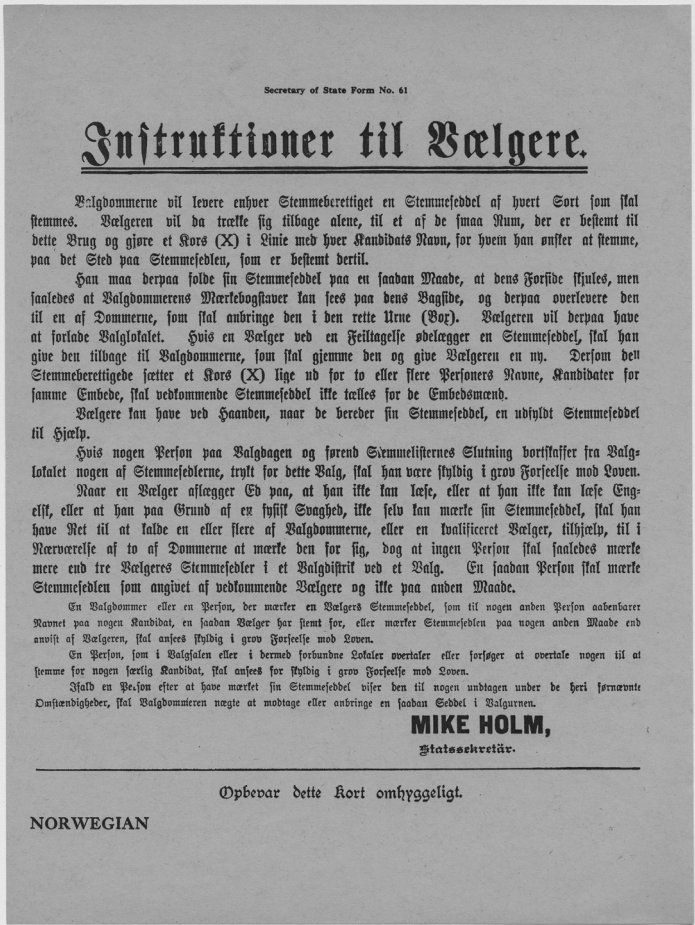 Secretary of State Form No. 61
Instruktioner til Vælgere.
Valgdommerne vil levere enhver Stemmeberettiget en Stemmeseddel af hvert Sort som skal
stemmes. Vælgeren vil da trække sig tilbage alene, til et af de smaa Rum, der er bestemt til
dette Brug og gjøre et Kors (X) i Linie med hver Kandidats Navn, for hvem han ønsker at stemme,
paa det Sted paa Stemmesedlen, som er bestemt dertil.
Han maa derpaa folde sin Stemmeseddel paa en saadan Maade, at dens Forside skjules, men
saaledes at Valgdommerens Mærkebogstaver kan sees paa dens Bagside, og derpaa overlevere den
til en af Dommerne, som skal anbringe den i den rette Urne (Box). Vælgeren vil derpaa have
at forlade Valglokalet. Hvis en Vælger ved en Feiltagelse ødelægger en Stemmeseddel, skal han
give den tilbage til Valgdommerne, som skal gjemme den og give Vælgeren en ny. Dersom den
Stemmeberettigede sætter et Kors (X) lige ud for to eller flere Personers Navne, Kandidater for
samme Embede, skal vedkommende Stemmeseddel ikke tælles for de Embedsmænd.
Vælgere kan have ved Haanden, naar de bereder sin Stemmeseddel, en udfyldt Stemmeseddel
til Hjælp.
Hvis nogen Person paa Valgdagen og førend Stemmelisternes Slutning bortskaffer fra Valg-
lokalet nogen af Stemmesedlerne, trykt for dette Valg, skal han være skyldig i grov Forseelse mod Loven.
Naar en Vælger aflægger Ed paa, at han ikke kan læse, eller at han ikke kan læse Eng-
elsk, eller at han paa Grund af en fysisk Svaghed, ikke selv kan mærke sin Stemmeseddel, skal han
have Ret til at kalde en eller flere af Valgdommerne, eller en kvalificeret Vælger, tilhjælp, til i
Nærværelse af to af Dommerne at mærke den for sig, dog at ingen Person skal saaledes mærke
mere end tre Vælgeres Stemmesedler i et Valgdistrik ved et Valg. En saadan Person skal mærke
Stemmesedlen som angivet af vedkommende Vælgere og ikke paa anden Maade.
En Valgdommer eller en Person, der mærker en Vælgers Stemmeseddel, som til nogen anden Person aabenbarer
Navnet paa nogen Kandidat, en saadan Vælger har stemt for, eller mærker Stemmesedlen paa nogen anden Maade end
anvist af Vælgeren, skal ansees skyldig i grov Forseelse mod Loven.
En Person, som i Valgsalen eller i dermed forbundne Lokaler overtaler eller forsøger at overtale nogen til at
stemme for nogen særlig Kandidat, skal ansees for skyldig i grov Forseelse mod Loven.
Ifald en Person efter at have mærket sin Stemmeseddel viser den til nogen undtagen under de heri førnævnte
Omstændigheder, skal Valgdommeren nægte at modtage eller anbringe en saadan Seddel i Valgurnen.
MIKE HOLM,
Statssekretär.
Opbevar dette Kort omhyggeligt.
NORWEGIAN